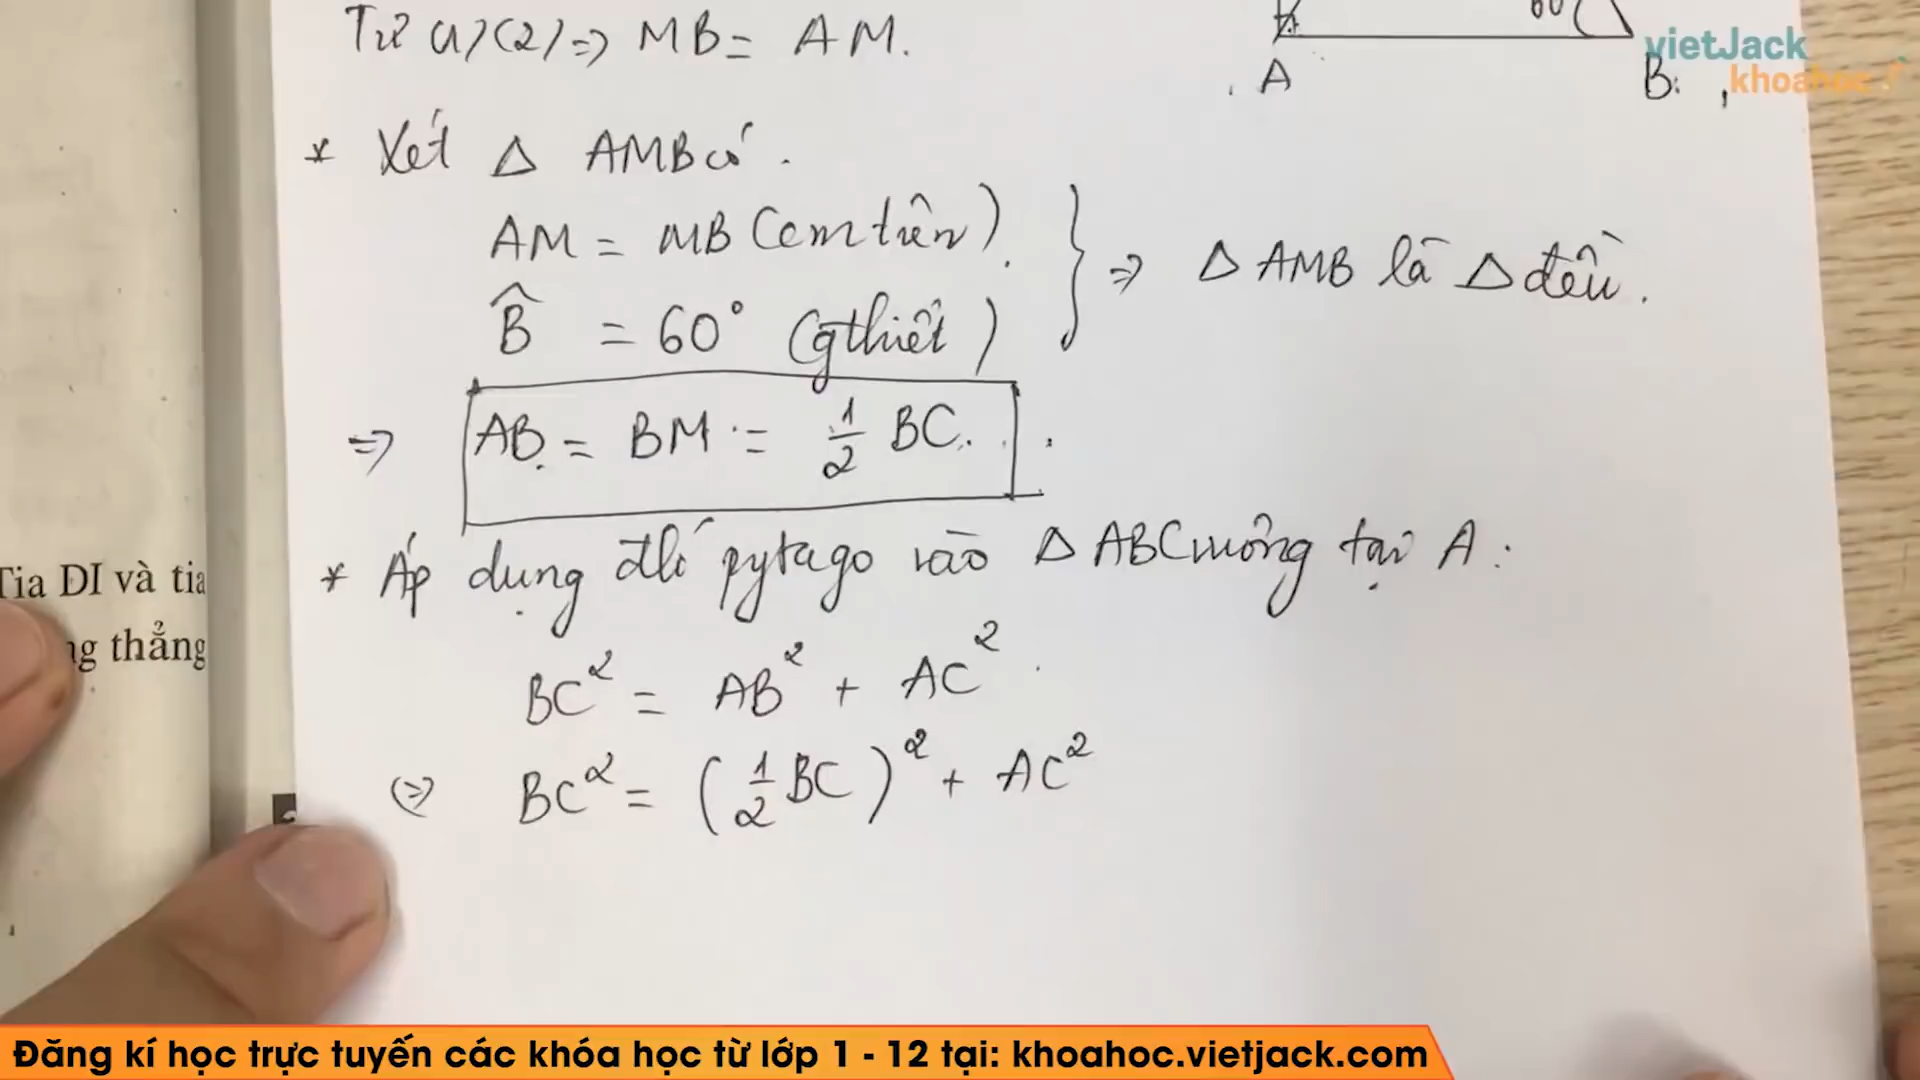 Từ (1) (2) => MB = AM.
60
A
B
vietJack
khoahoc
* Xét Δ AMB có.
AM = MB (cm trên)
B̂ = 60° (gthiết)
} => Δ AMB là Δ đều.
=> AB = BM = 1/2 BC.
* Áp dụng đlí pytago vào Δ ABC vuông tại A:
BC² = AB² + AC²
(=) BC² = (1/2 BC)² + AC²
Tia DI và tia
ng thẳng
Đăng kí học trực tuyến các khóa học từ lớp 1 - 12 tại: khoahoc.vietjack.com